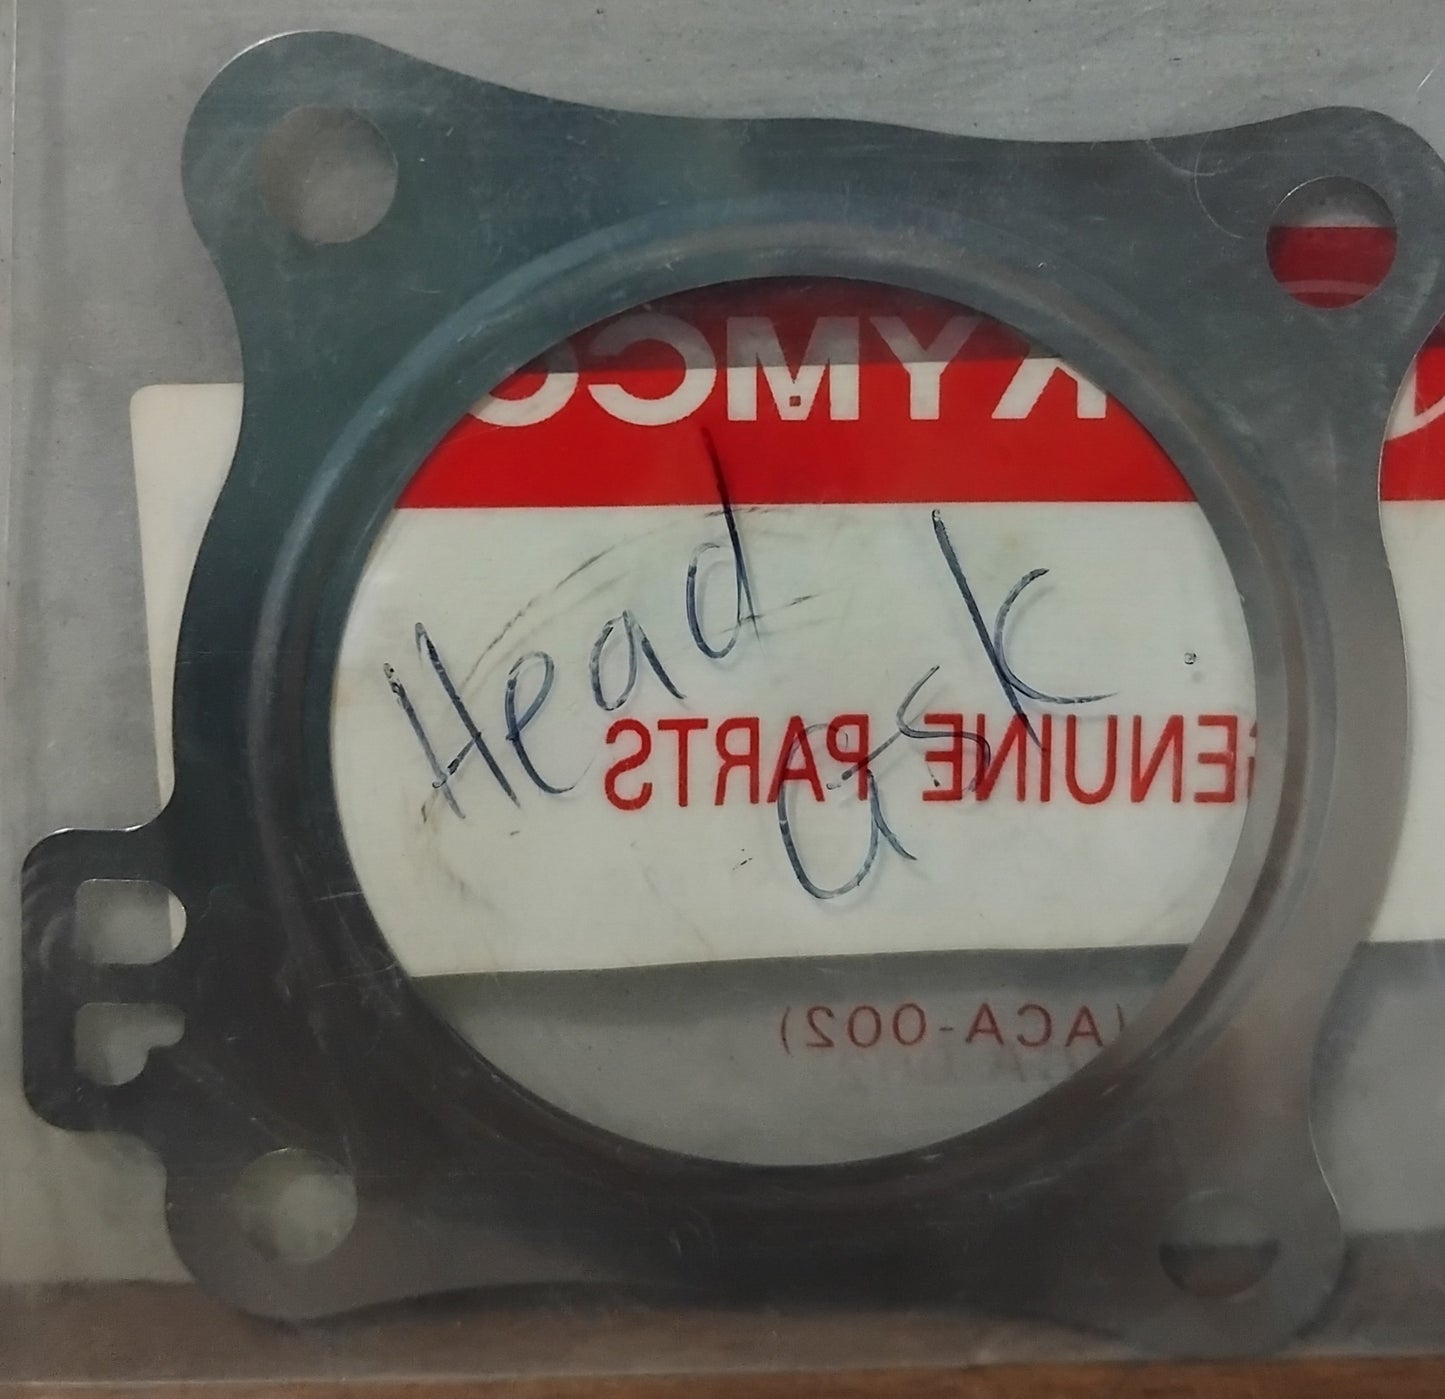 KYMCO
Head
Gsk.
GENUINE PARTS
(ACA-002)